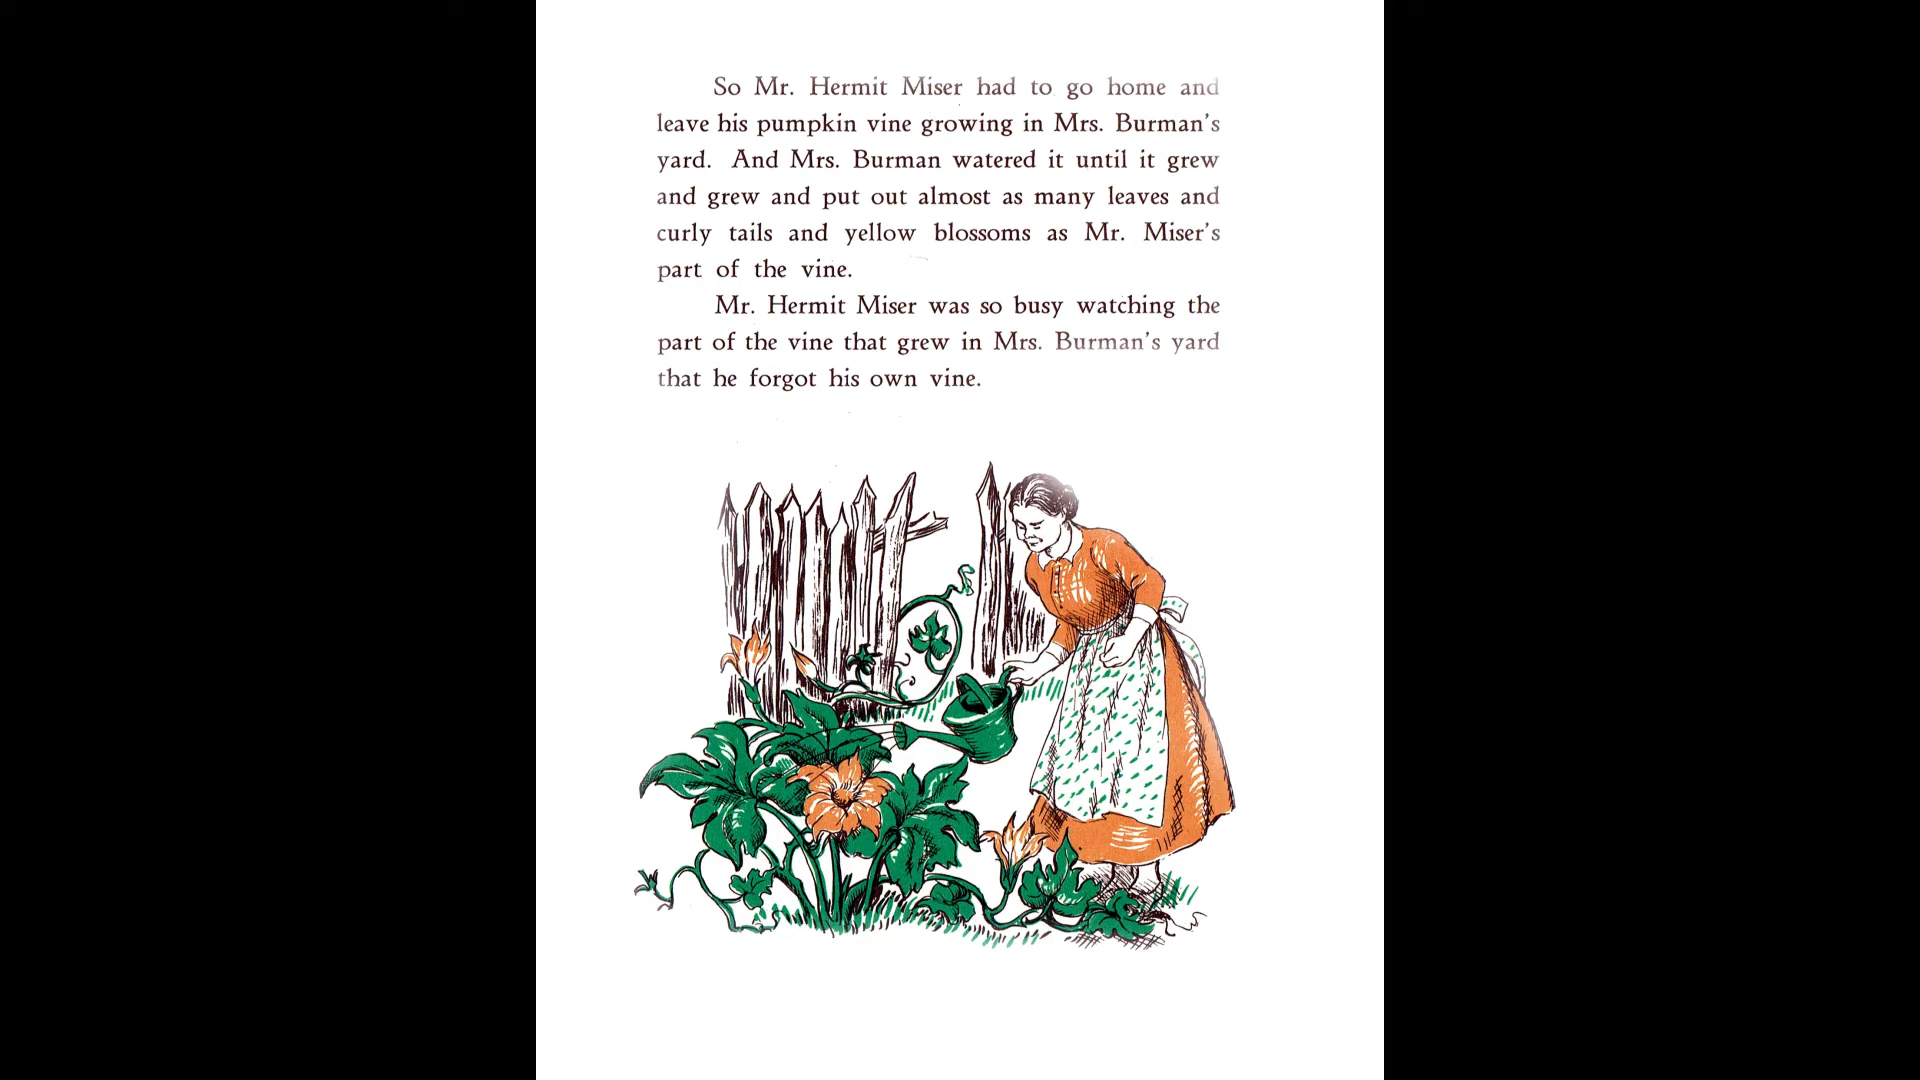 So Mr. Hermit Miser had to go home and
leave his pumpkin vine growing in Mrs. Burman's
yard. And Mrs. Burman watered it until it grew
and grew and put out almost as many leaves and
curly tails and yellow blossoms as Mr. Miser's
part of the vine.
Mr. Hermit Miser was so busy watching the
part of the vine that grew in Mrs. Burman's yard
that he forgot his own vine.